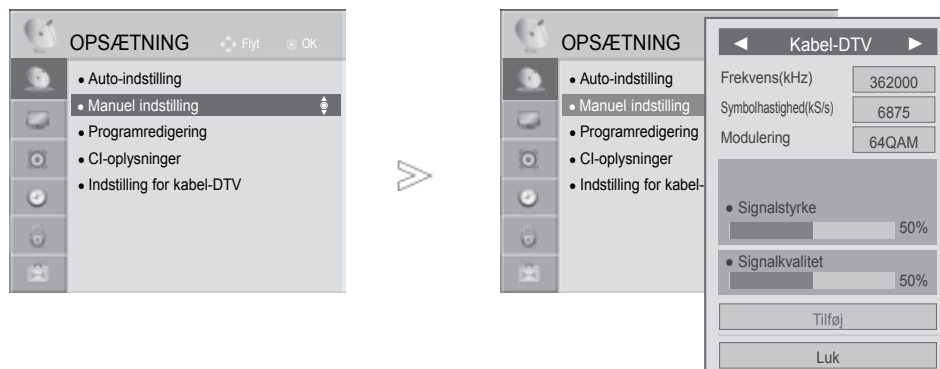 OPSÆTNING Flyt OK
• Auto-indstilling
• Manuel indstilling
• Programredigering
• CI-oplysninger
• Indstilling for kabel-DTV
OPSÆTNING
• Auto-indstilling
• Manuel indstilling
• Programredigering
• CI-oplysninger
• Indstilling for kabel-
◄ Kabel-DTV ►
Frekvens(kHz) 362000
Symbolhastighed(kS/s) 6875
Modulering 64QAM
• Signalstyrke
50%
• Signalkvalitet
50%
Tilføj
Luk